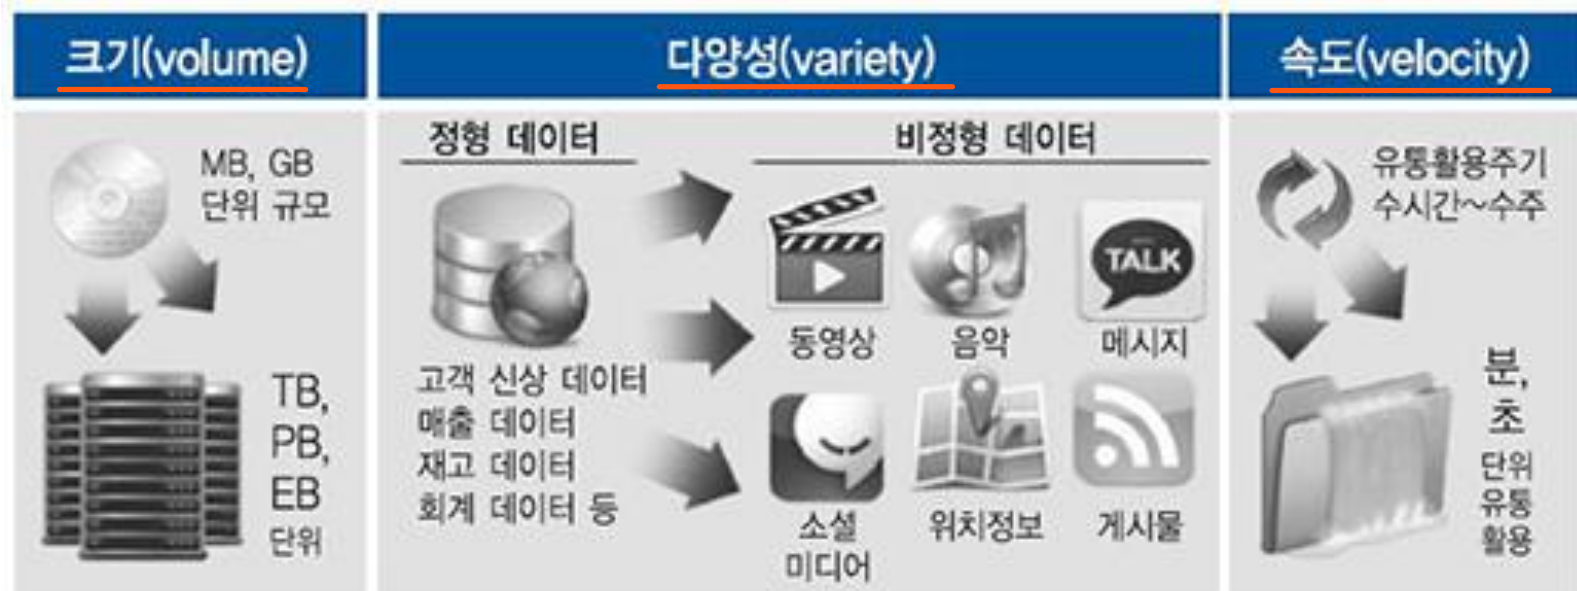 크기(volume)
다양성(variety)
속도(velocity)
MB, GB
단위 규모
TB,
PB,
EB
단위
정형 데이터
고객 신상 데이터
매출 데이터
재고 데이터
회계 데이터 등
비정형 데이터
동영상
음악
TALK
메시지
소셜
미디어
위치정보
게시물
유통활용주기
수시간~수주
분,
초
단위
유통
활용